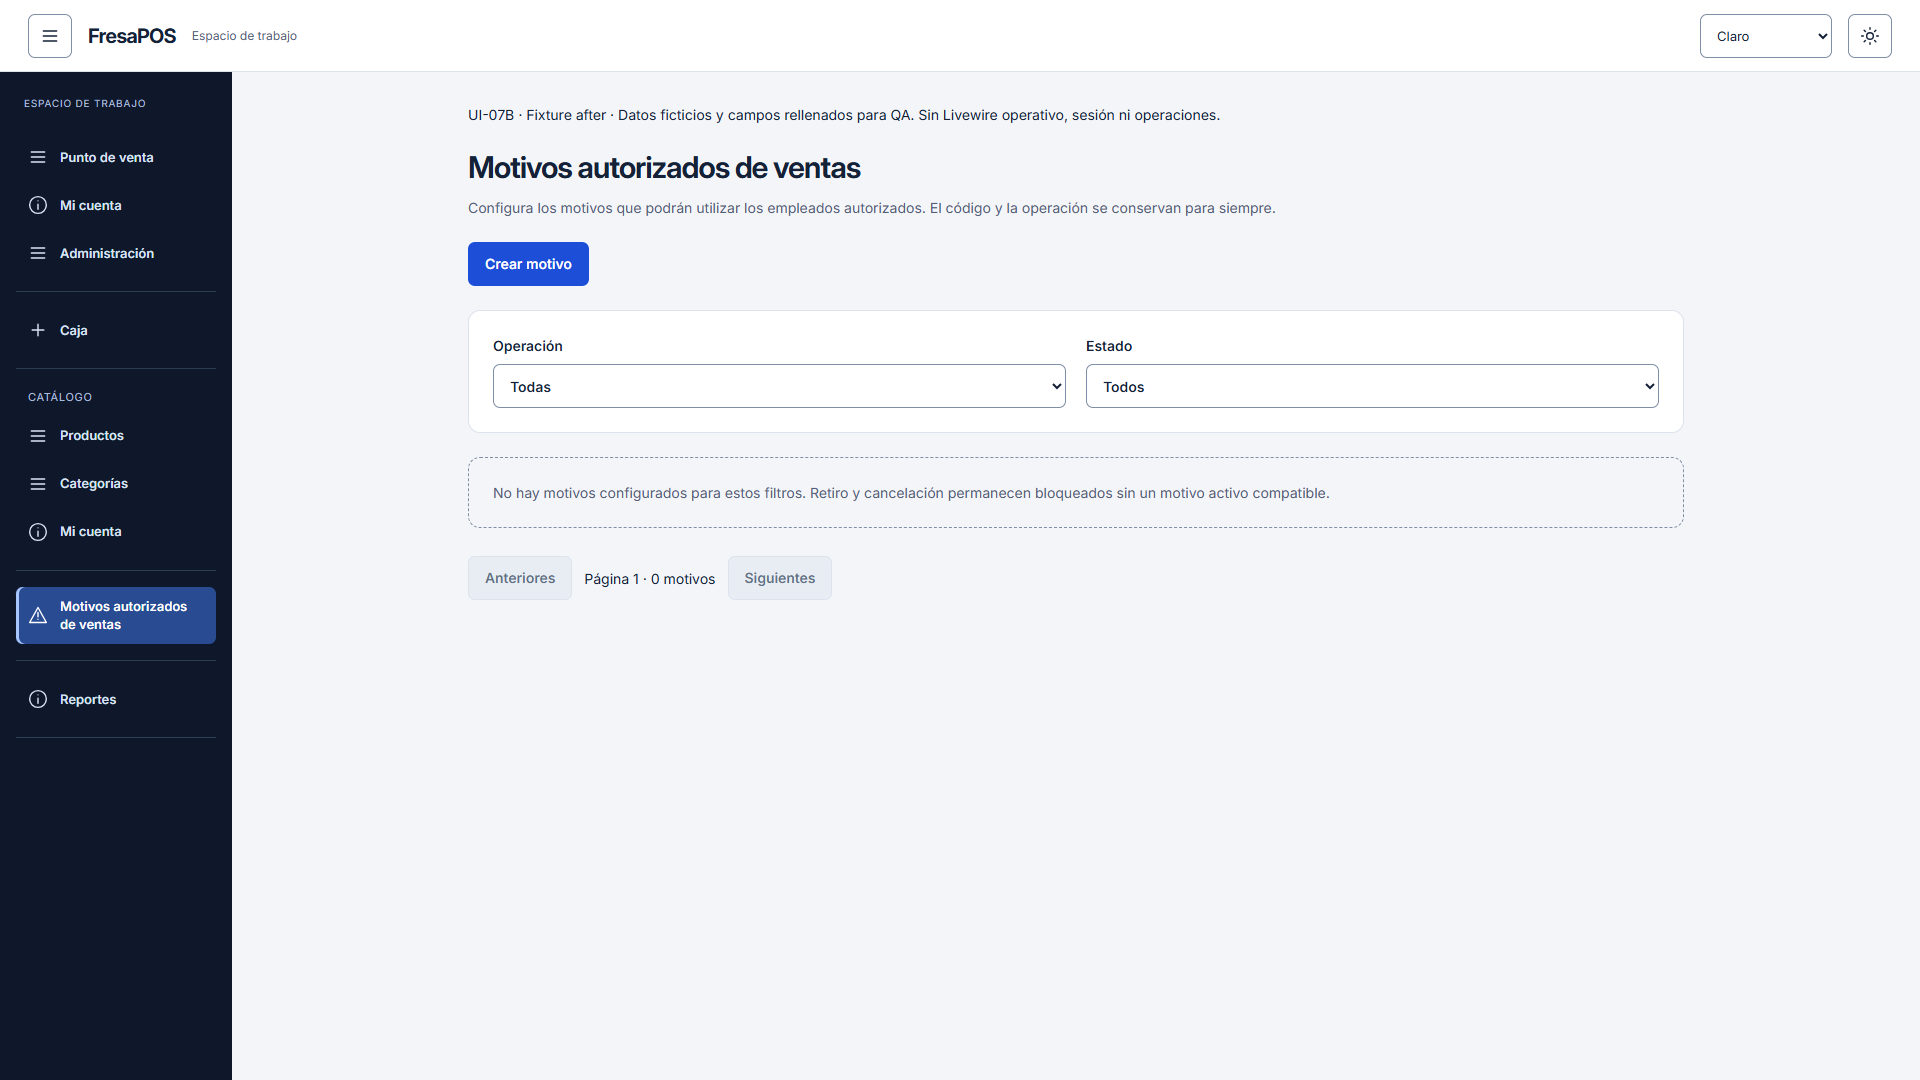 FresaPOS
Espacio de trabajo
Claro
ESPACIO DE TRABAJO
Punto de venta
Mi cuenta
Administración
Caja
CATÁLOGO
Productos
Categorías
Mi cuenta
Motivos autorizados
de ventas
Reportes
UI-07B · Fixture after · Datos ficticios y campos rellenados para QA. Sin Livewire operativo, sesión ni operaciones.
Motivos autorizados de ventas
Configura los motivos que podrán utilizar los empleados autorizados. El código y la operación se conservan para siempre.
Crear motivo
Operación
Todas
Estado
Todos
No hay motivos configurados para estos filtros. Retiro y cancelación permanecen bloqueados sin un motivo activo compatible.
Anteriores
Página 1 · 0 motivos
Siguientes